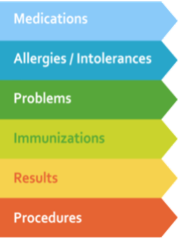 Medications
Allergies / Intolerances
Problems
Immunizations
Results
Procedures